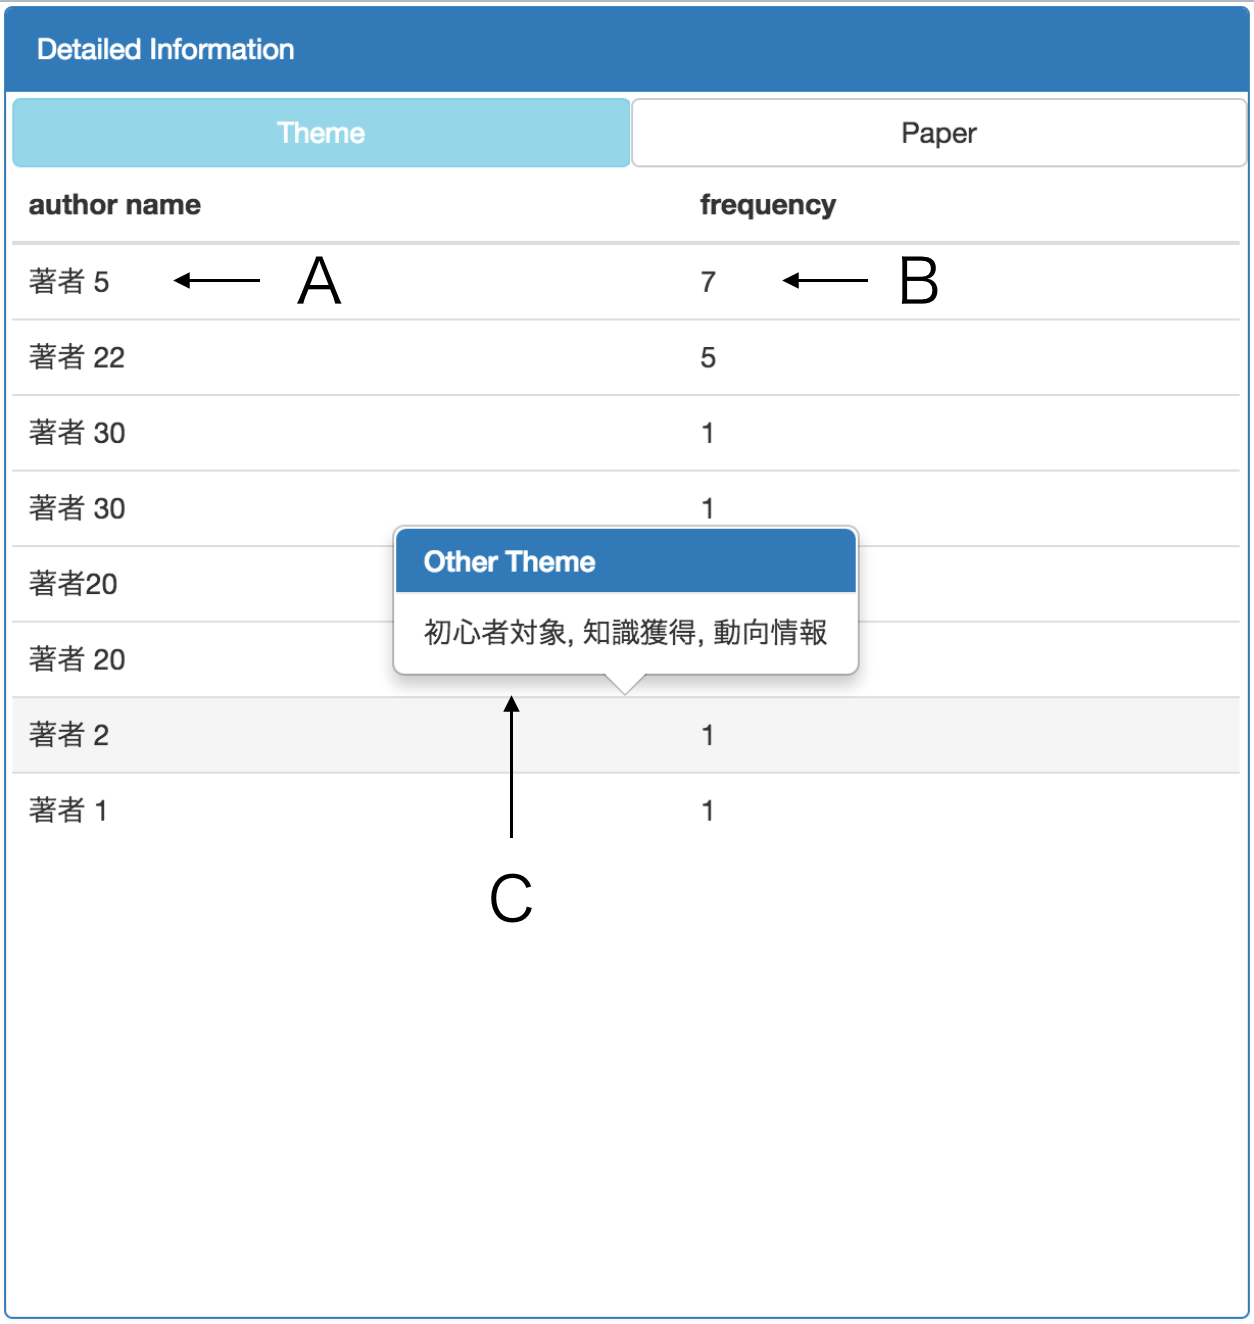 Detailed Information
Theme Paper
author name frequency
著者 5 A 7 B
著者 22 5
著者 30 1
著者 30 1
Other Theme
著者20
初心者対象, 知識獲得, 動向情報
著者 20
著者 2 1
著者 1 1
C